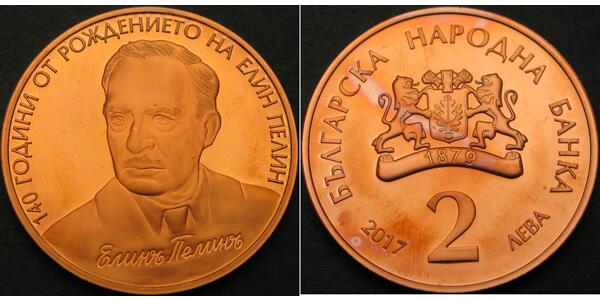 140 ГОДИНИ ОТ РОЖДЕНИЕТО НА ЕЛИН ПЕЛИН
Елинъ Пелинъ
БЪЛГАРСКА НАРОДНА БАНКА
1879
2017
2
ЛЕВА